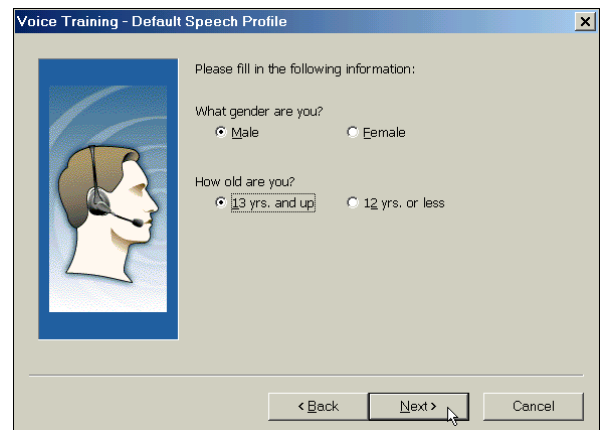 Voice Training - Default Speech Profile
Please fill in the following information:
What gender are you?
Male Female
How old are you?
13 yrs. and up 12 yrs. or less
< Back Next > Cancel